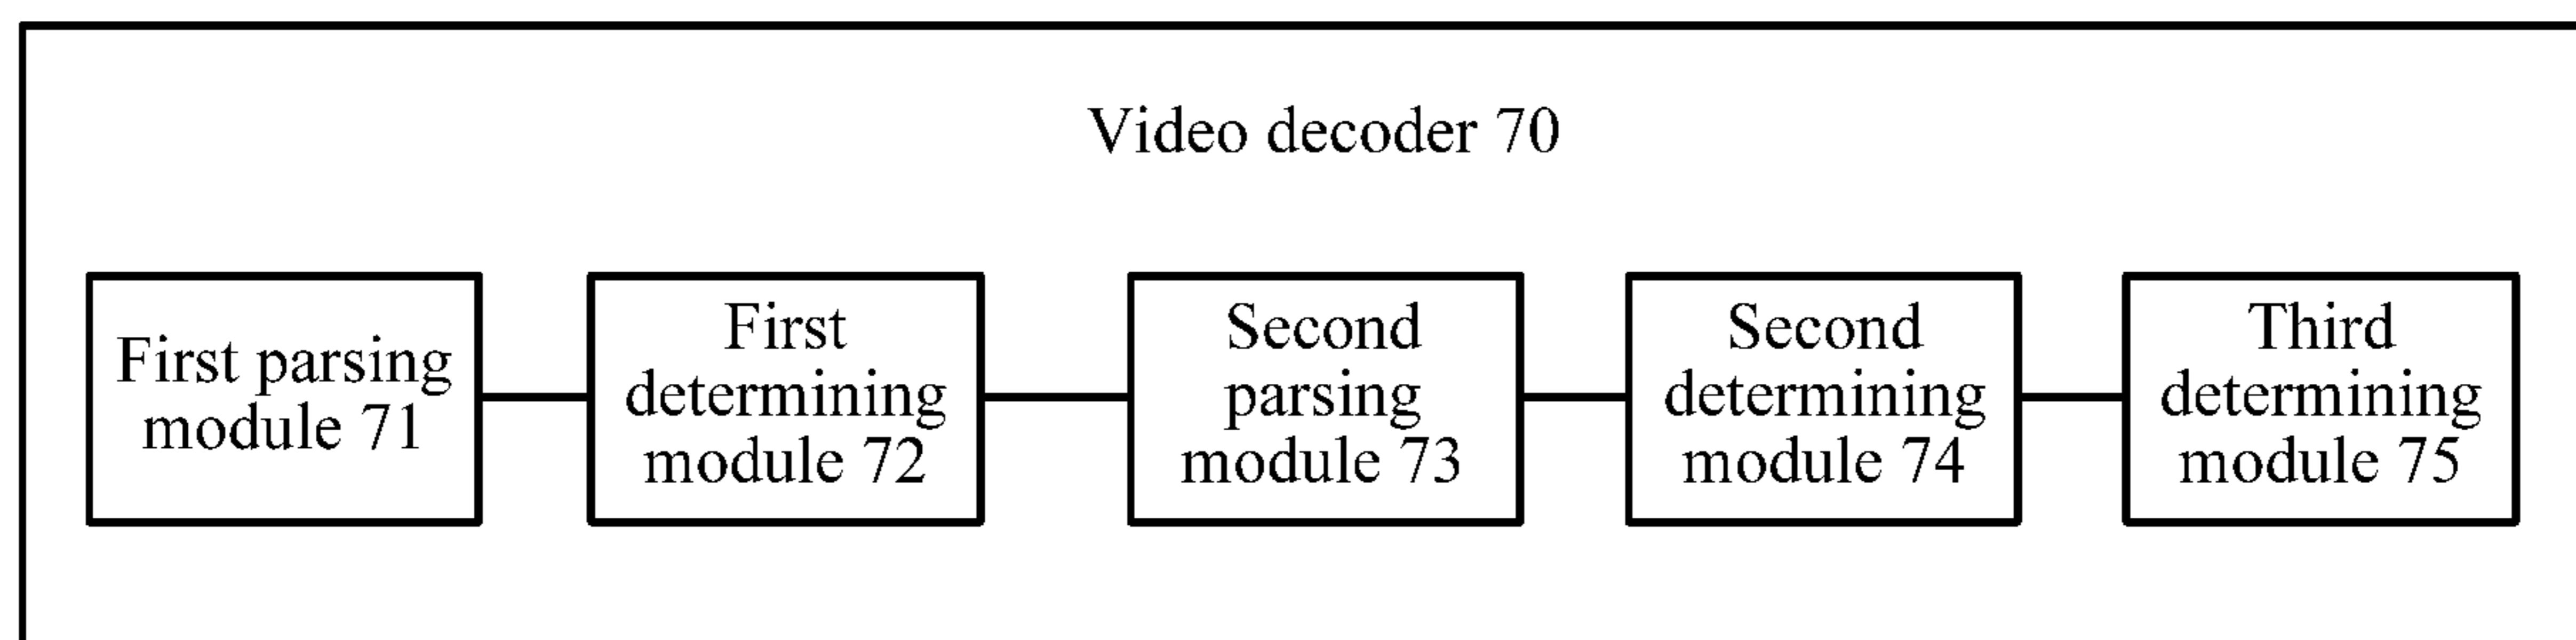 Video decoder 70
First parsing
module 71
First
determining
module 72
Second
parsing
module 73
Second
determining
module 74
Third
determining
module 75